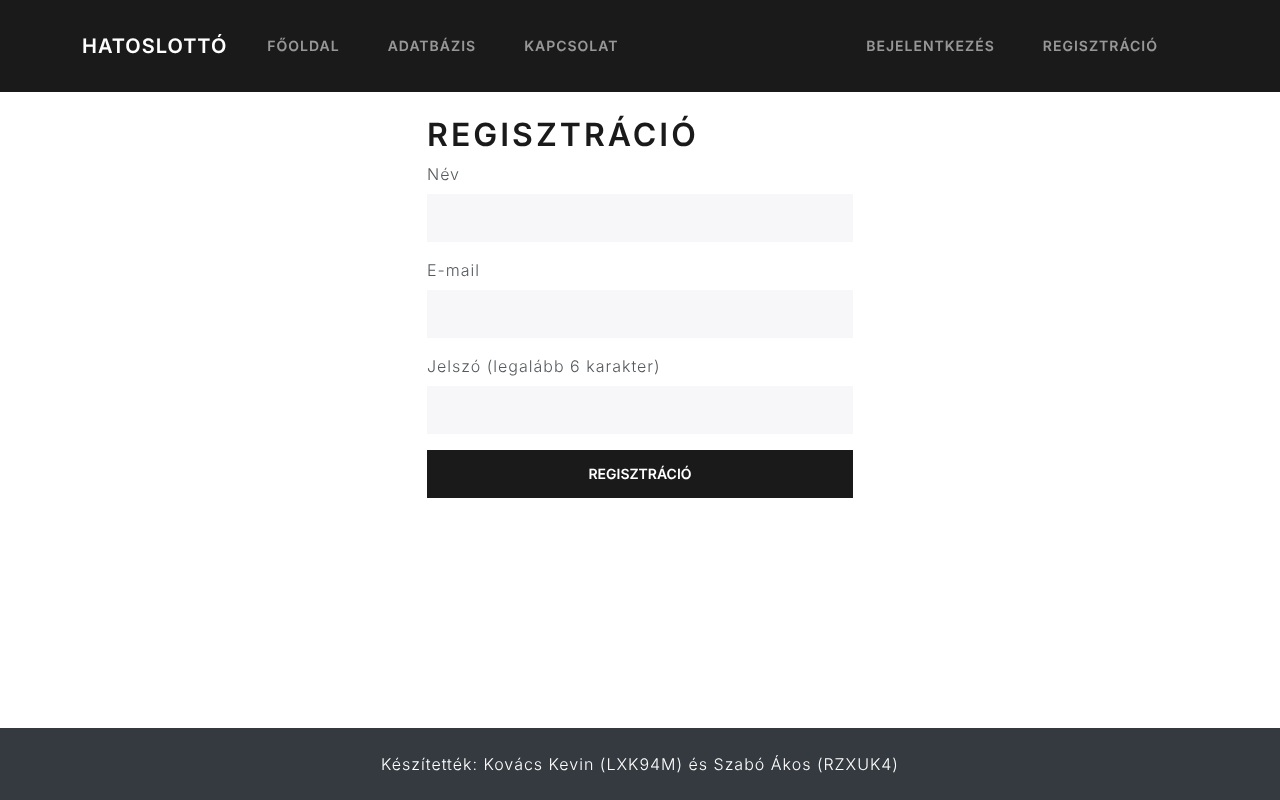 HATOSLOTTÓ FŐOLDAL ADATBÁZIS KAPCSOLAT BEJELENTKEZÉS REGISZTRÁCIÓ
REGISZTRÁCIÓ
Név
E-mail
Jelszó (legalább 6 karakter)
REGISZTRÁCIÓ
Készítették: Kovács Kevin (LXK94M) és Szabó Ákos (RZXUK4)